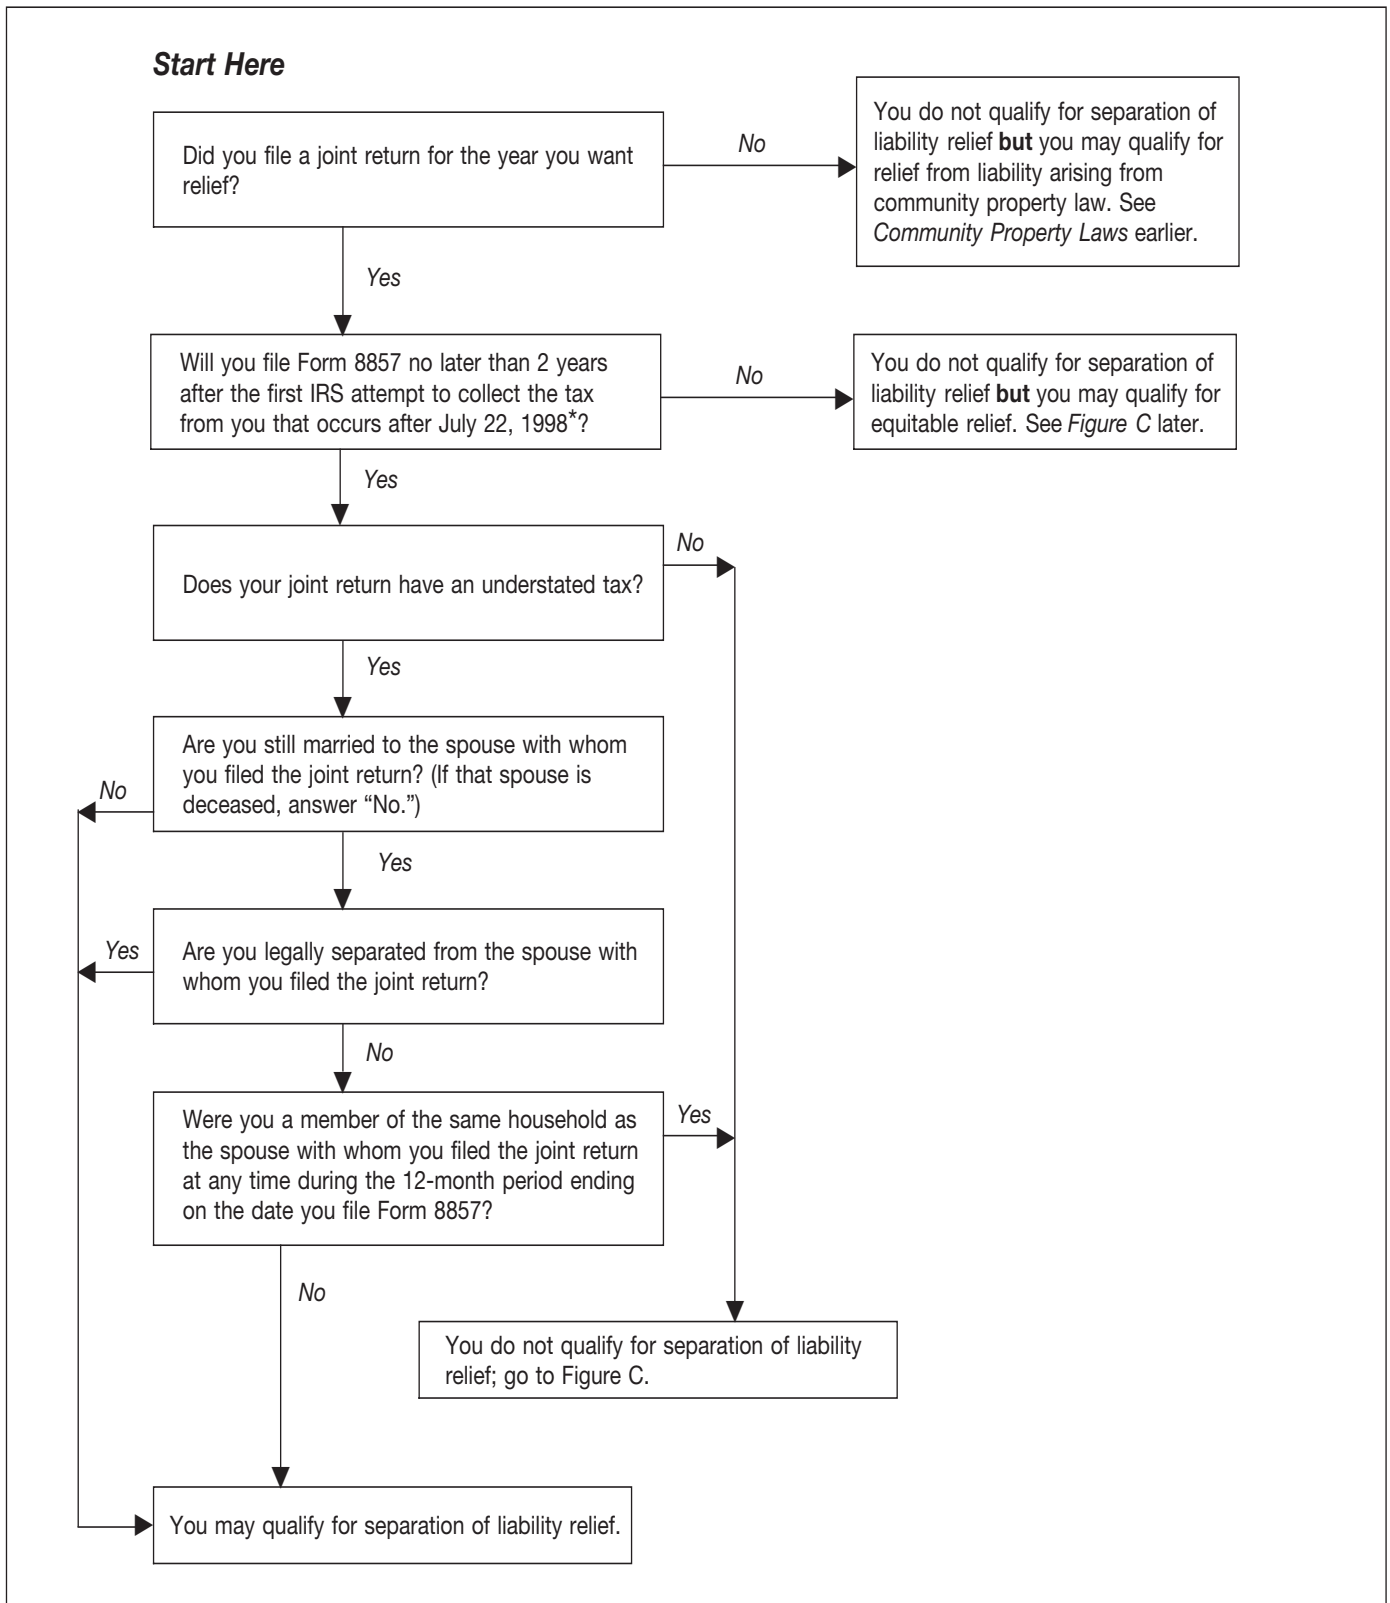 Start Here
Did you file a joint return for the year you want
relief?
No
You do not qualify for separation of
liability relief but you may qualify for
relief from liability arising from
community property law. See
Community Property Laws earlier.
Yes
Will you file Form 8857 no later than 2 years
after the first IRS attempt to collect the tax
from you that occurs after July 22, 1998*?
No
You do not qualify for separation of
liability relief but you may qualify for
equitable relief. See Figure C later.
Yes
Does your joint return have an understated tax?
No
Yes
Are you still married to the spouse with whom
you filed the joint return? (If that spouse is
deceased, answer “No.”)
No
Yes
Are you legally separated from the spouse with
whom you filed the joint return?
Yes
No
Were you a member of the same household as
the spouse with whom you filed the joint return
at any time during the 12-month period ending
on the date you file Form 8857?
Yes
No
You do not qualify for separation of liability
relief; go to Figure C.
You may qualify for separation of liability relief.